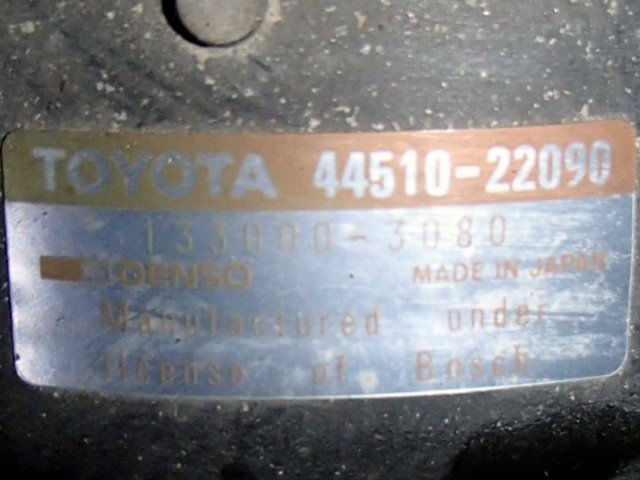 TOYOTA 44510-22090
133000-3080
DENSO MADE IN JAPAN
Manufactured under
license of Bosch